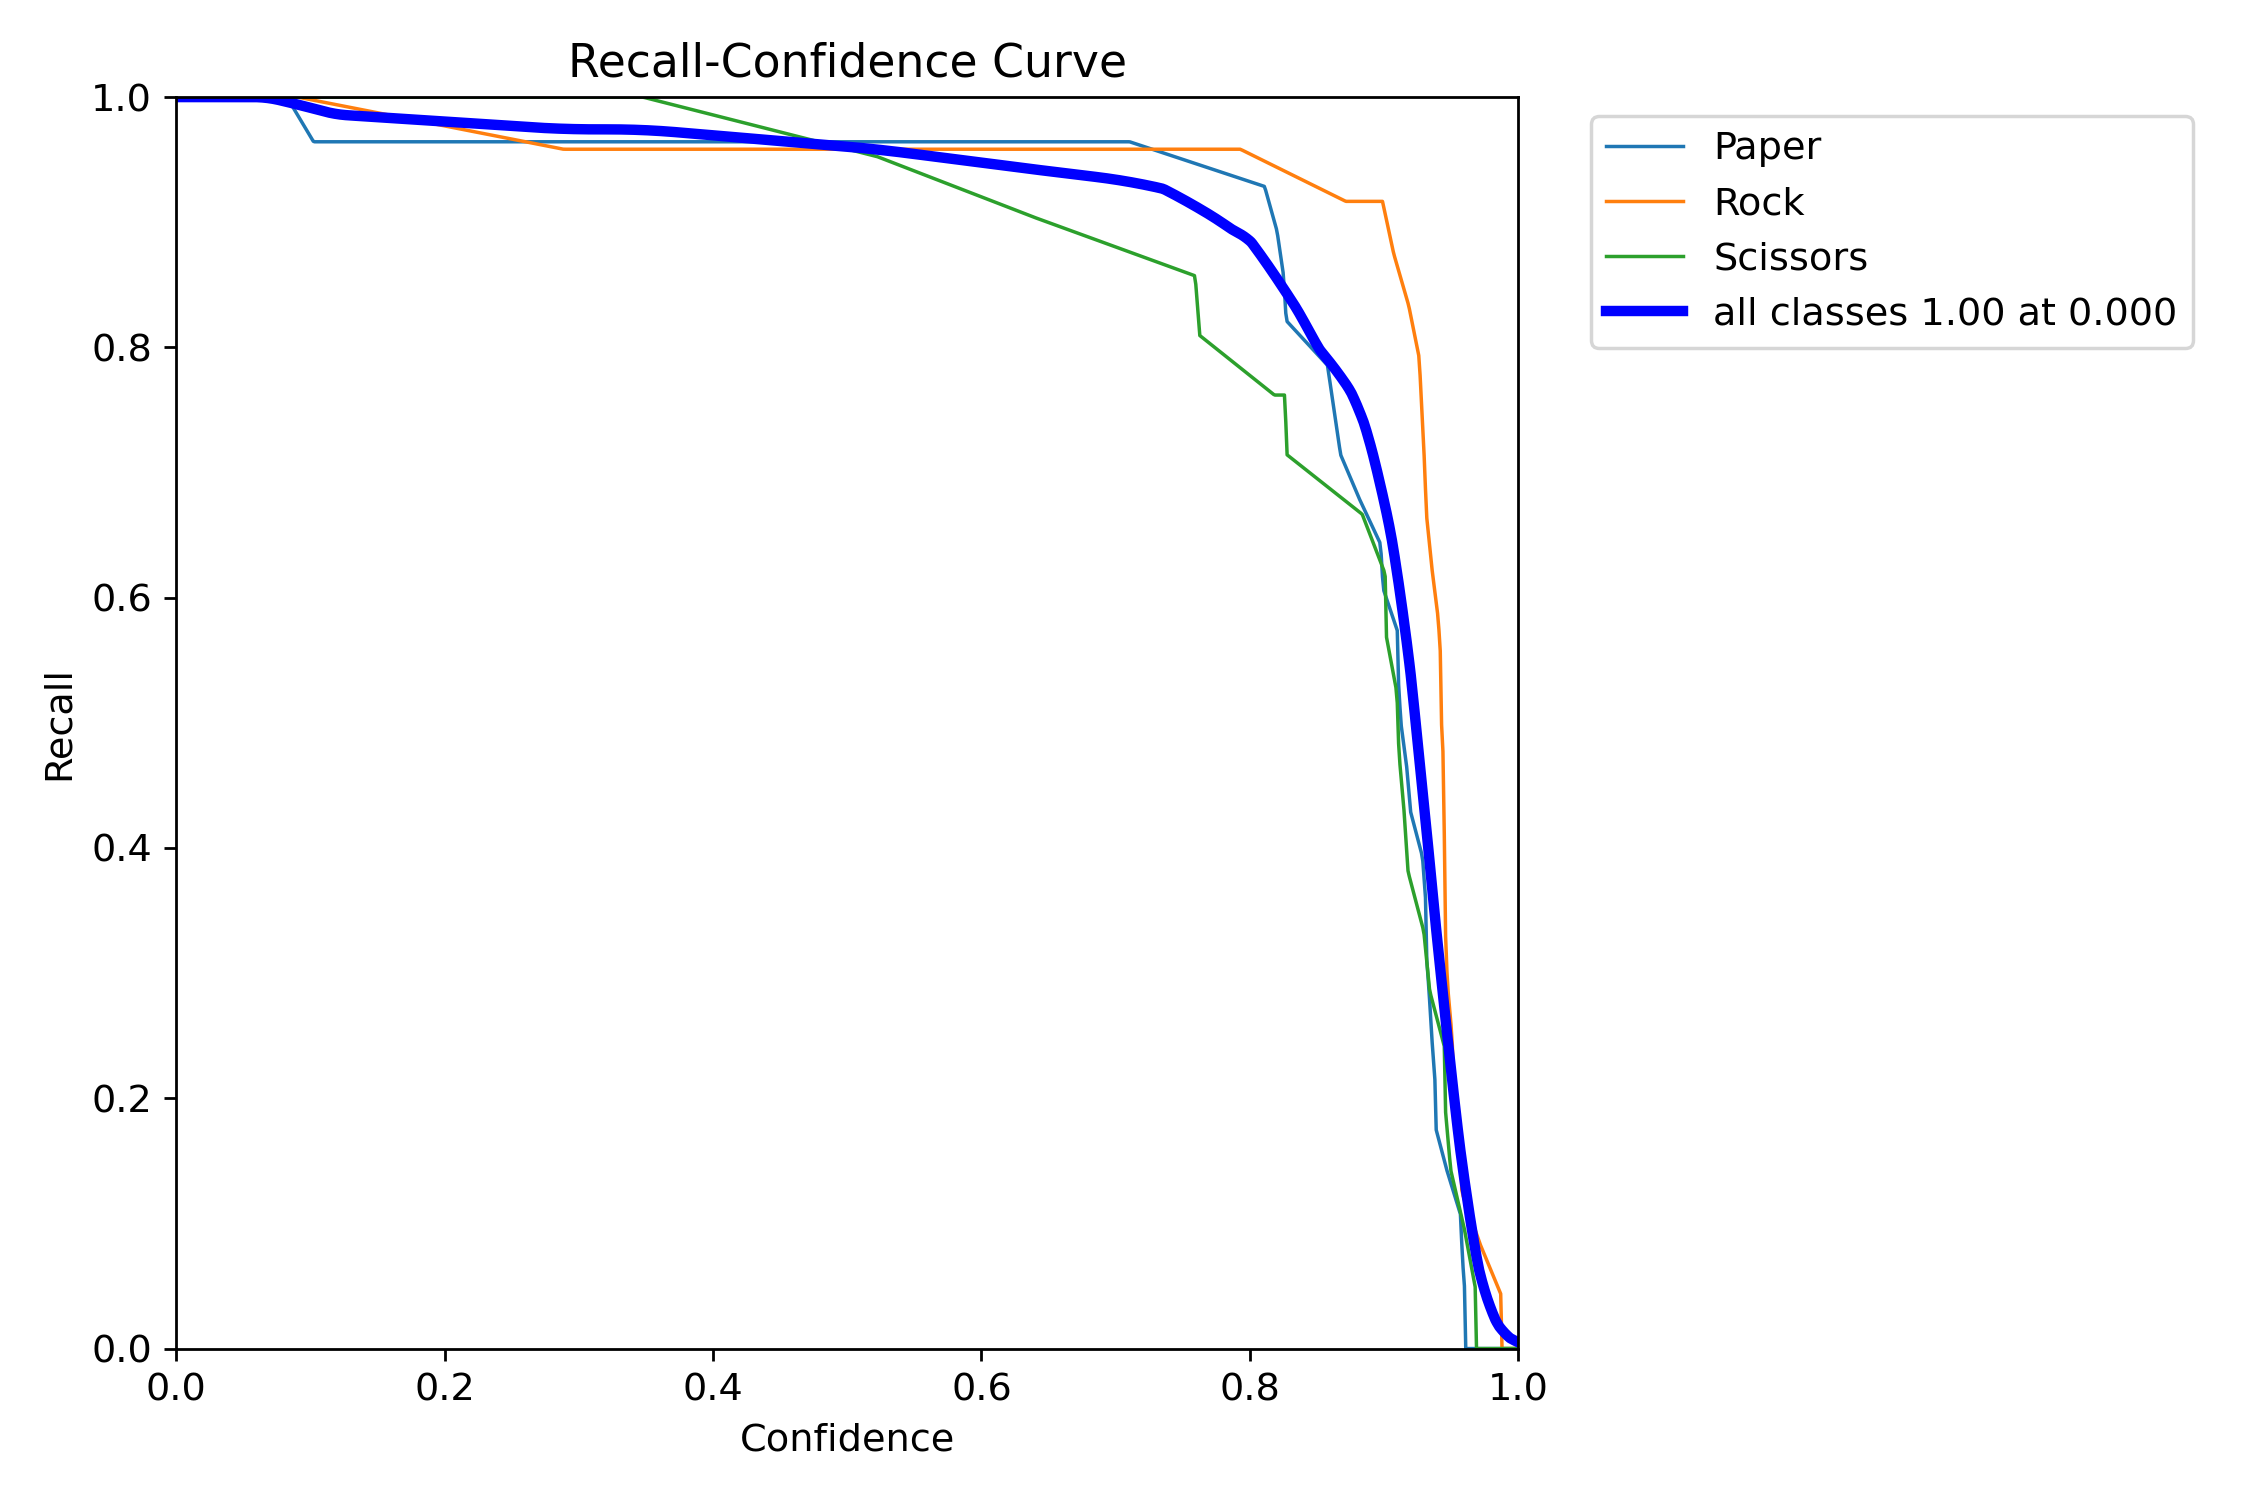 Recall-Confidence Curve
1.0
0.8
0.6
0.4
0.2
0.0
Recall
0.0 0.2 0.4 0.6 0.8 1.0
Confidence
Paper
Rock
Scissors
all classes 1.00 at 0.000